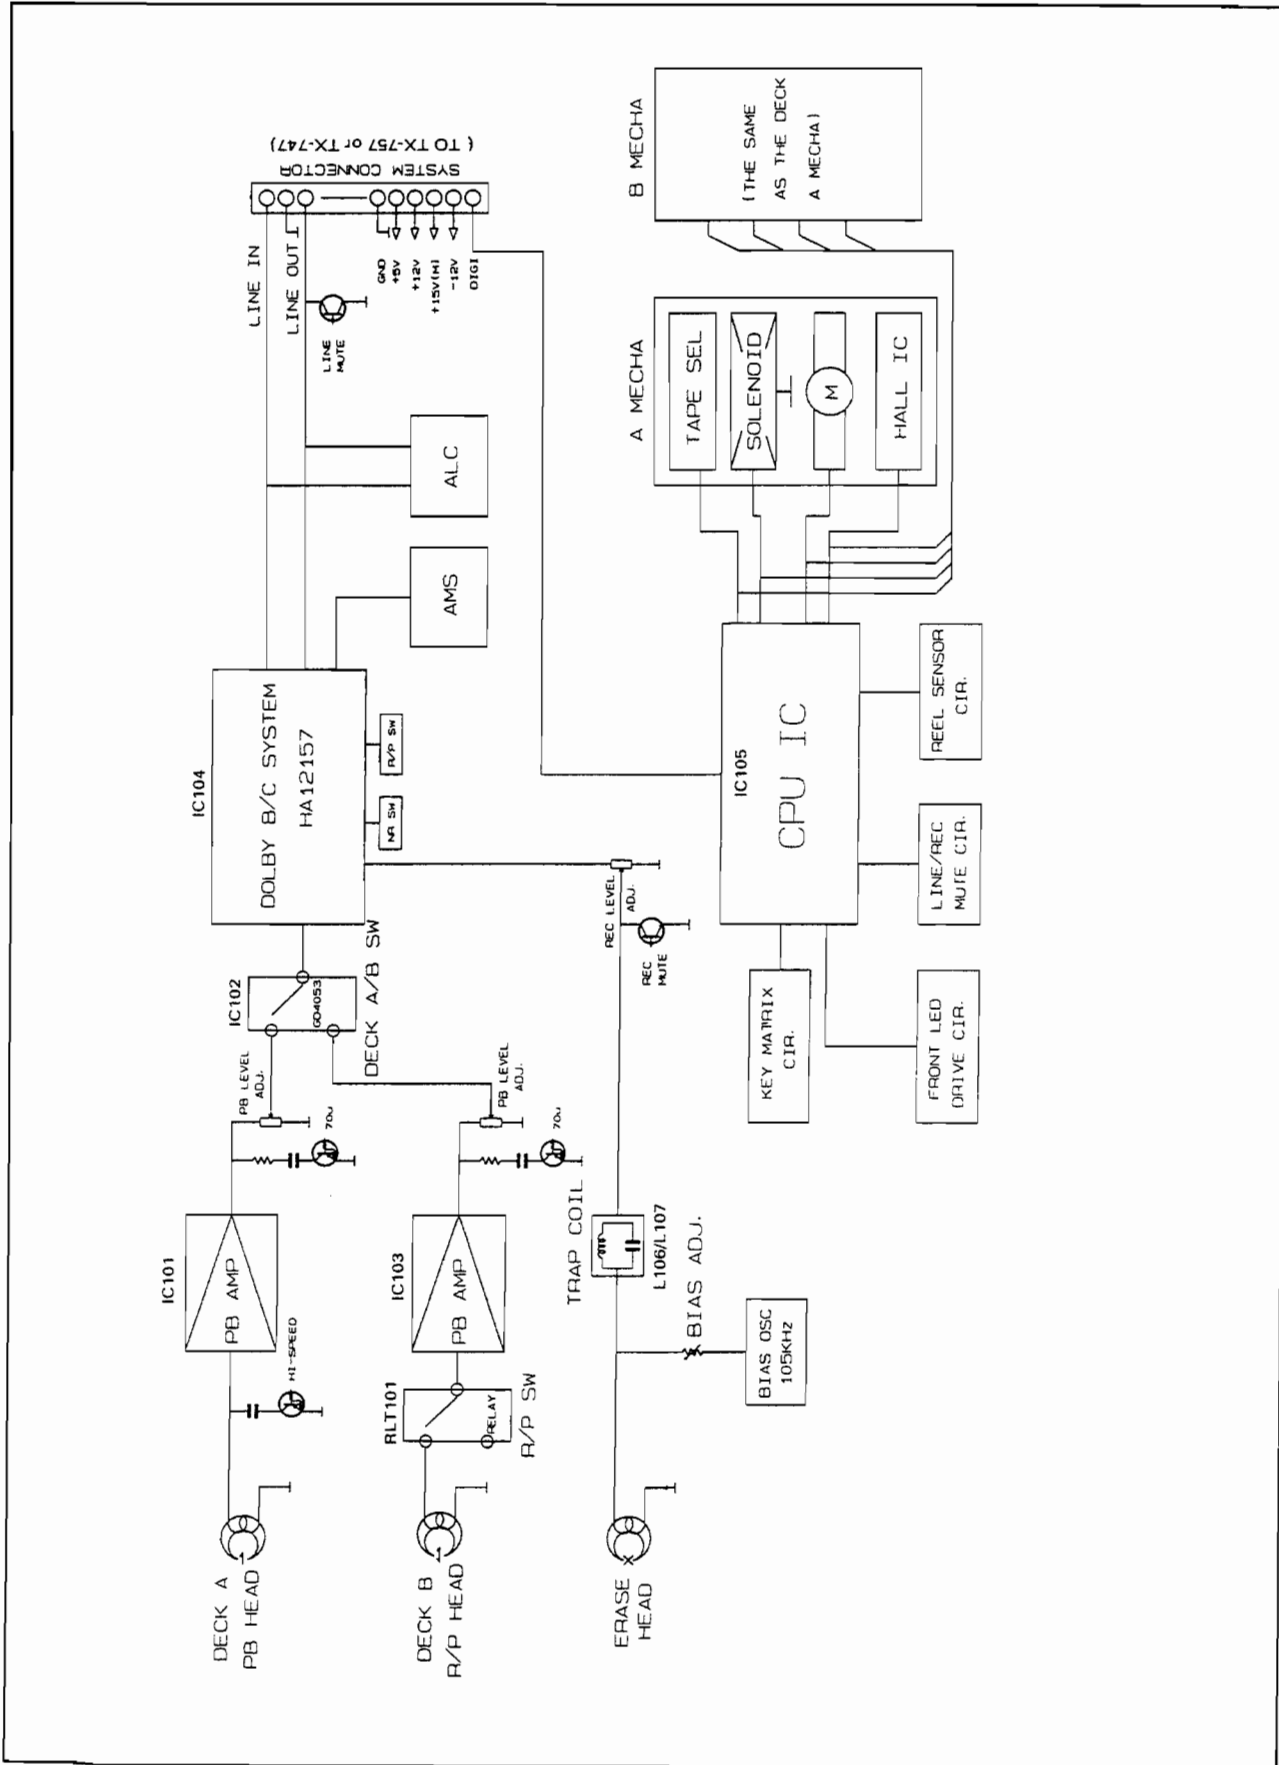 DECK A
PB HEAD
HI-SPEED
IC101
PB AMP
70u
PB LEVEL
ADJ.
IC102
GD4053
DECK A/B SW
IC104
DOLBY B/C SYSTEM
HA12157
NR SW
R/P SW
AMS
ALC
LINE IN
LINE OUT
LINE
MUTE
SYSTEM CONNECTOR
( TO TX-757 or TX-747)
GND
+5V
+12V
+15V(M)
-12V
DIGI
DECK B
R/P HEAD
RLT101
RELAY
R/P SW
IC103
PB AMP
70u
PB LEVEL
ADJ.
ERASE
HEAD
TRAP COIL
L106/L107
BIAS ADJ.
BIAS OSC
105KHz
REC LEVEL
ADJ.
REC
MUTE
IC105
CPU IC
KEY MATRIX
CIR.
FRONT LED
DRIVE CIR.
LINE/REC
MUTE CIR.
REEL SENSOR
CIR.
A MECHA
TAPE SEL
SOLENOID
M
HALL IC
B MECHA
(THE SAME
AS THE DECK
A MECHA)